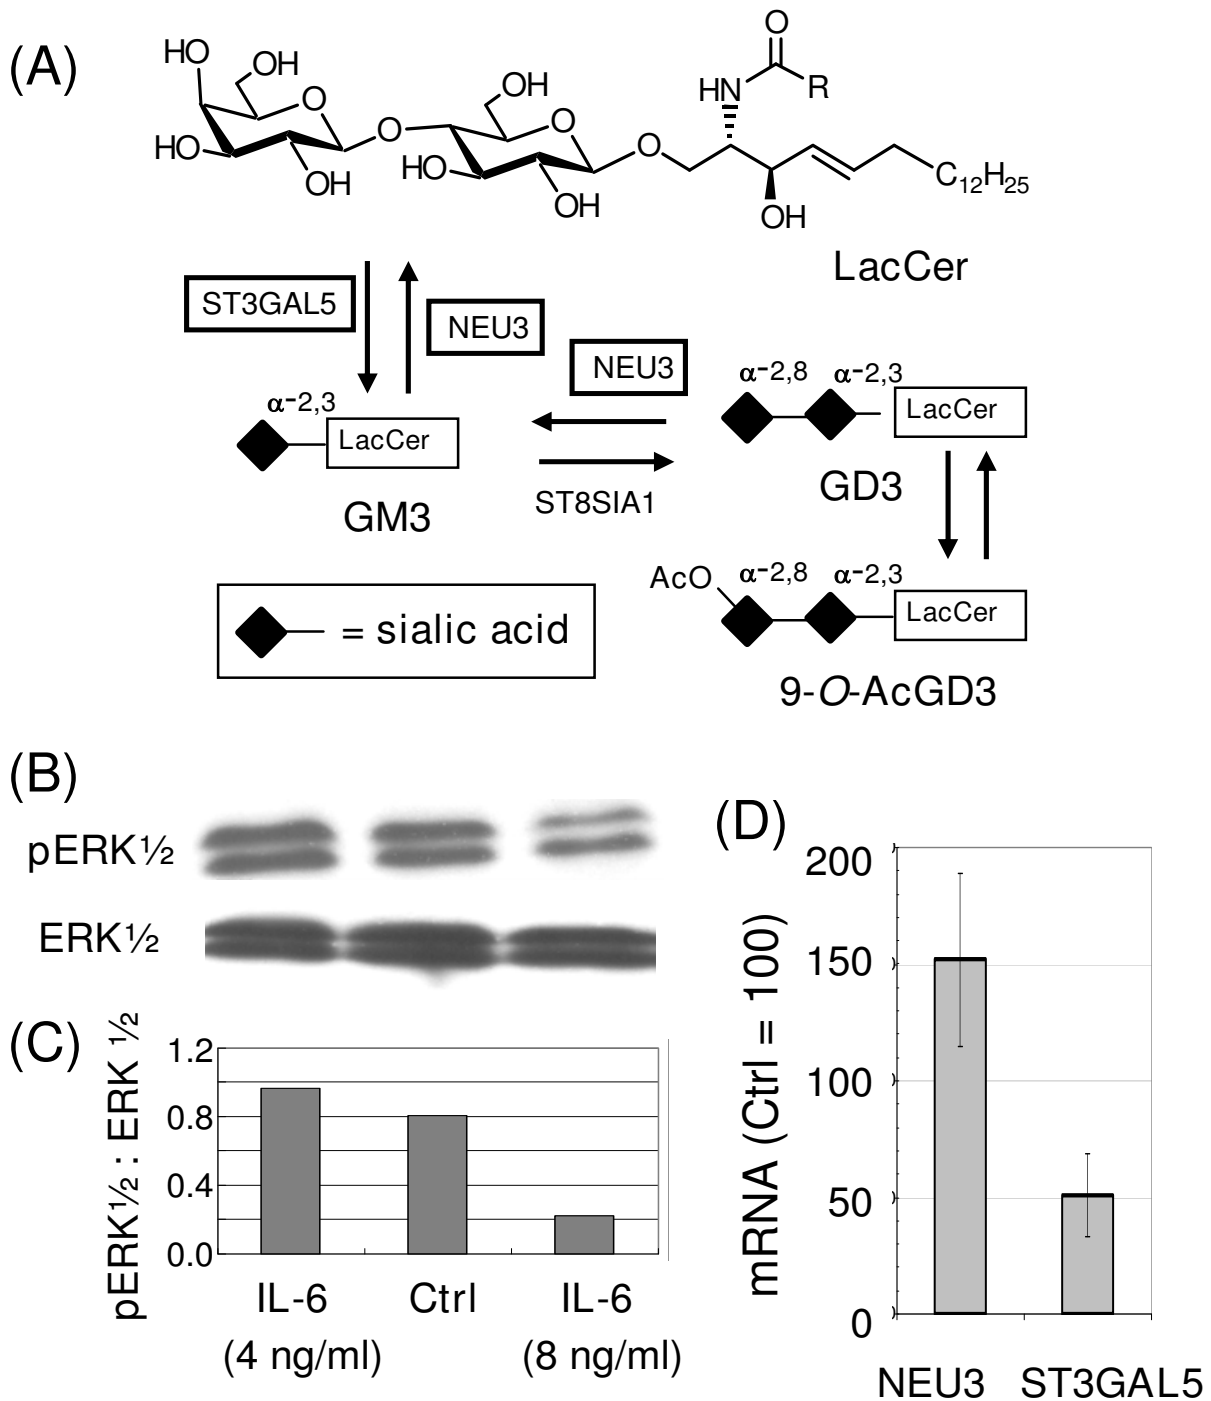 (A)
O
HN
R
HO
OH
O
O
HO
OH
OH
O
HO
OH
O
C12H25
OH
LacCer
ST3GAL5
NEU3
NEU3
α-2,3
LacCer
GM3
ST8SIA1
α-2,8 α-2,3
LacCer
GD3
AcO
α-2,8 α-2,3
LacCer
9-O-AcGD3
= sialic acid
(B)
pERK½
ERK½
(C)
pERK½ : ERK ½
1.2
0.8
0.4
0.0
IL-6 Ctrl IL-6
(4 ng/ml) (8 ng/ml)
(D)
mRNA (Ctrl = 100)
200
150
100
50
0
NEU3 ST3GAL5